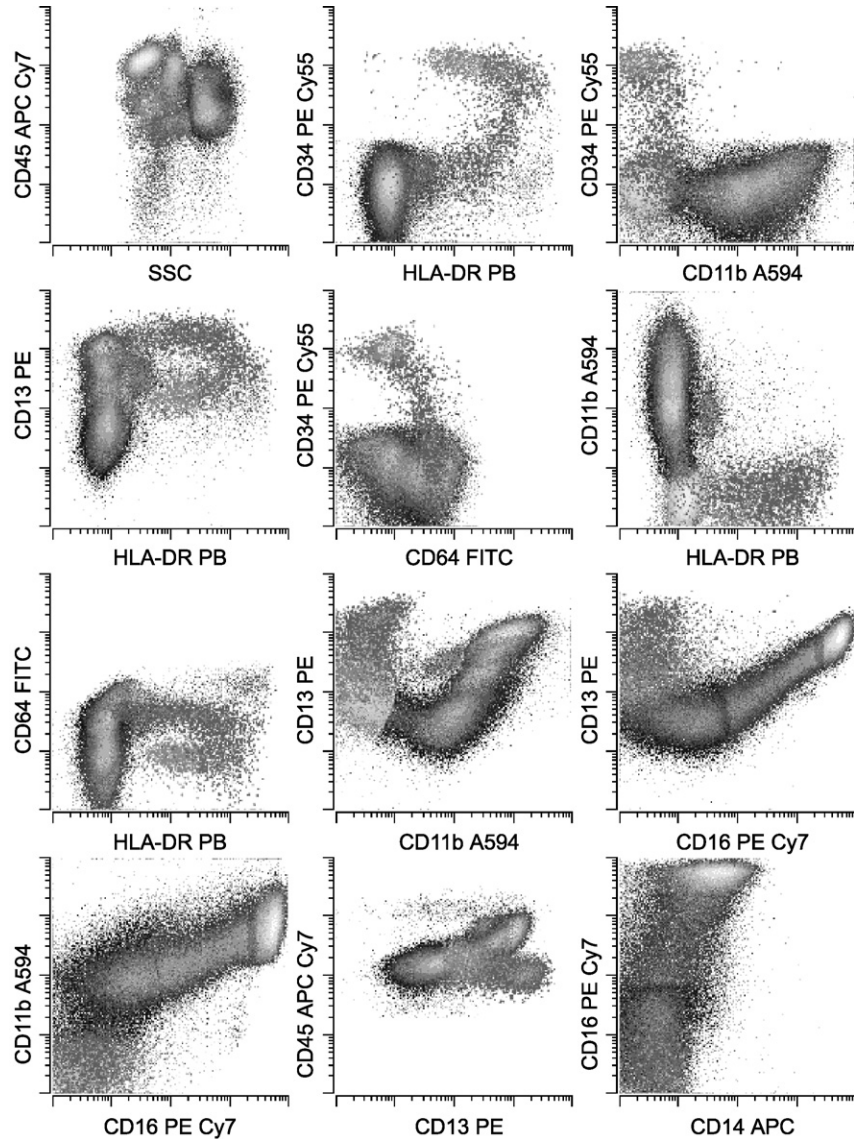 CD45 APC Cy7
SSC
CD34 PE Cy55
HLA-DR PB
CD34 PE Cy55
CD11b A594
CD13 PE
HLA-DR PB
CD34 PE Cy55
CD64 FITC
CD11b A594
HLA-DR PB
CD64 FITC
HLA-DR PB
CD13 PE
CD11b A594
CD13 PE
CD16 PE Cy7
CD11b A594
CD16 PE Cy7
CD45 APC Cy7
CD13 PE
CD16 PE Cy7
CD14 APC